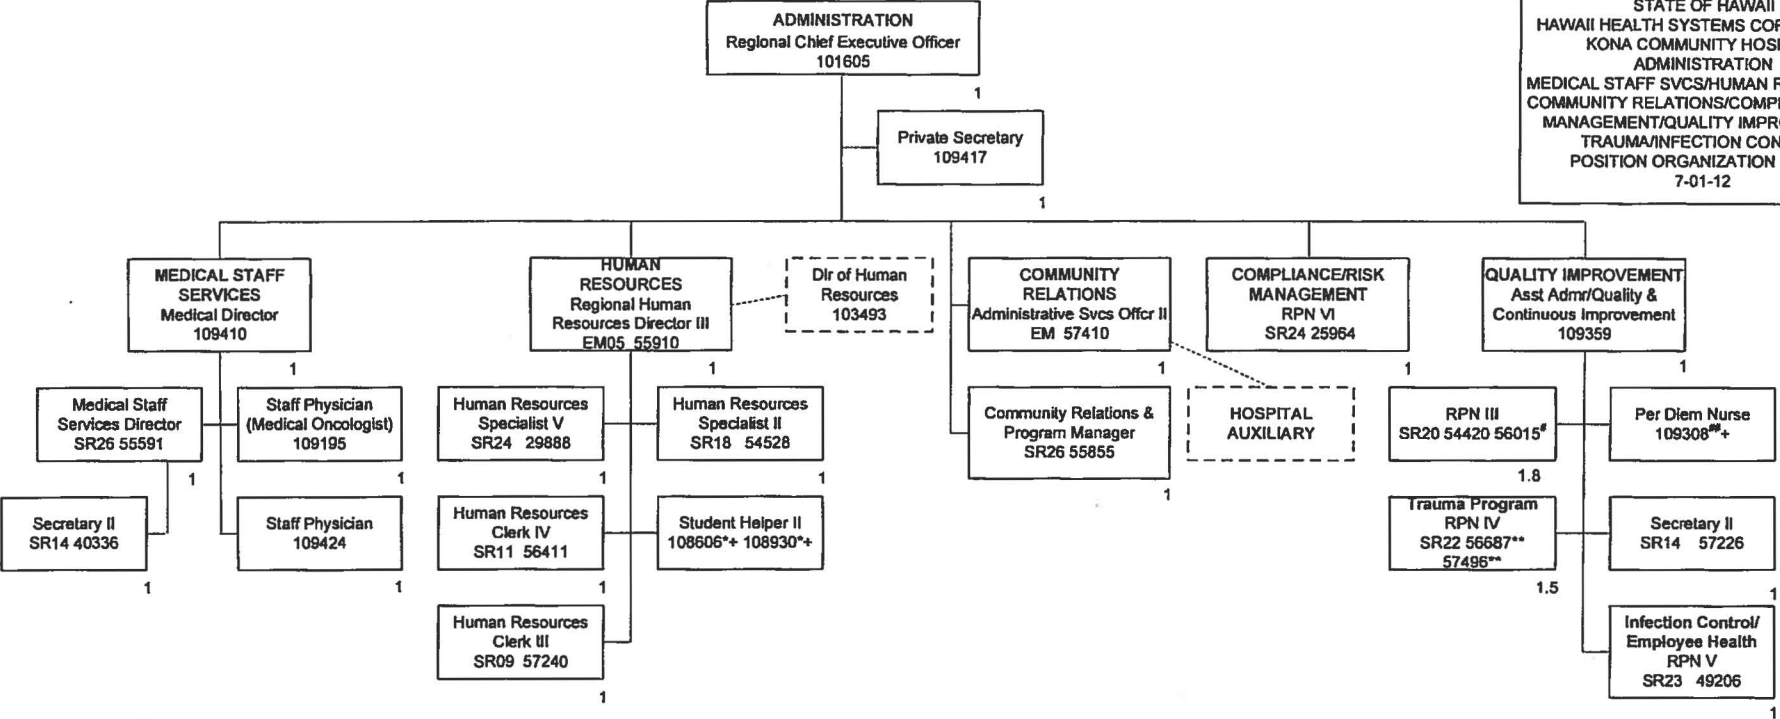 ADMINISTRATION
Regional Chief Executive Officer
101605
1
Private Secretary
109417
1
STATE OF HAWAII
HAWAII HEALTH SYSTEMS
KONA COMMUNITY
ADMINISTRATION
MEDICAL STAFF SVCS/HUMAN
COMMUNITY RELATIONS/
MANAGEMENT/QUALITY
TRAUMA/INFECTION
POSITION ORGANIZATION
7-01-12
MEDICAL STAFF
SERVICES
Medical Director
109410
1
Medical Staff
Services Director
SR26 55591
1
Staff Physician
(Medical Oncologist)
109195
1
Secretary II
SR14 40336
1
Staff Physician
109424
1
HUMAN
RESOURCES
Regional Human
Resources Director III
EM05 55910
1
Dir of Human
Resources
103493
Human Resources
Specialist V
SR24 29888
1
Human Resources
Specialist II
SR18 54528
1
Human Resources
Clerk IV
SR11 56411
1
Student Helper II
108606*+ 108930*+
Human Resources
Clerk III
SR09 57240
1
COMMUNITY
RELATIONS
Administrative Svcs Offcr II
EM 57410
1
HOSPITAL
AUXILIARY
Community Relations &
Program Manager
SR26 55855
1
COMPLIANCE/RISK
MANAGEMENT
RPN VI
SR24 25964
1
QUALITY IMPROVEMENT
Asst Admr/Quality &
Continuous Improvement
109359
1
RPN III
SR20 54420 56015#
1.8
Per Diem Nurse
109308##+
Trauma Program
RPN IV
SR22 56687**
57496**
1.5
Secretary II
SR14 57226
1
Infection Control/
Employee Health
RPN V
SR23 49206
1